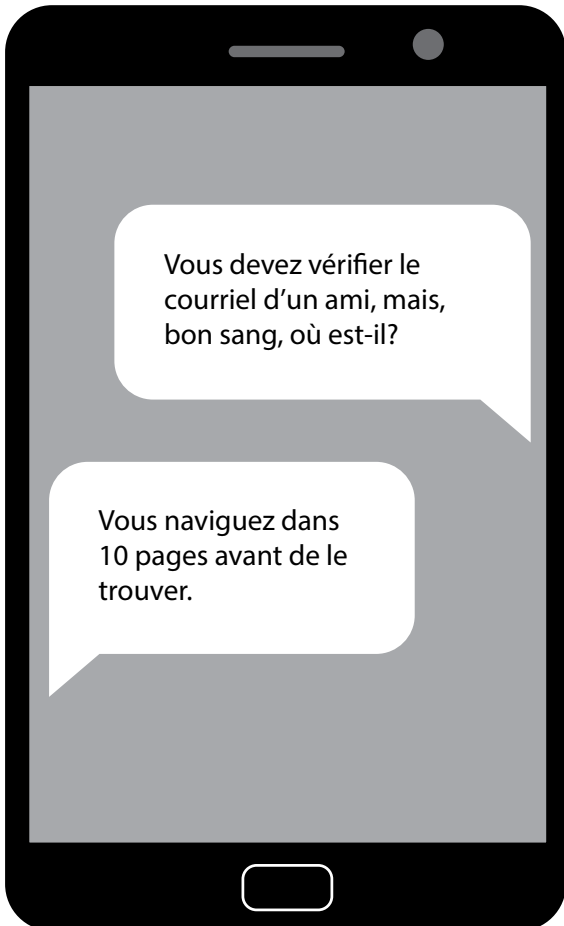 Vous devez vérifier le
courriel d’un ami, mais,
bon sang, où est-il?
Vous naviguez dans
10 pages avant de le
trouver.